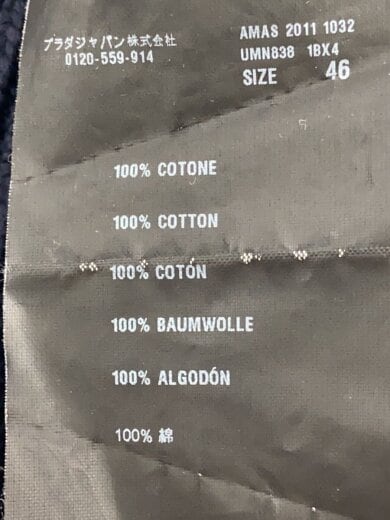 プラダジャパン株式会社
0120-559-914
AMAS 2011 1032
UMN838 1BX4
SIZE 46
100% COTONE
100% COTTON
100% COTÓN
100% BAUMWOLLE
100% ALGODÓN
100% 綿